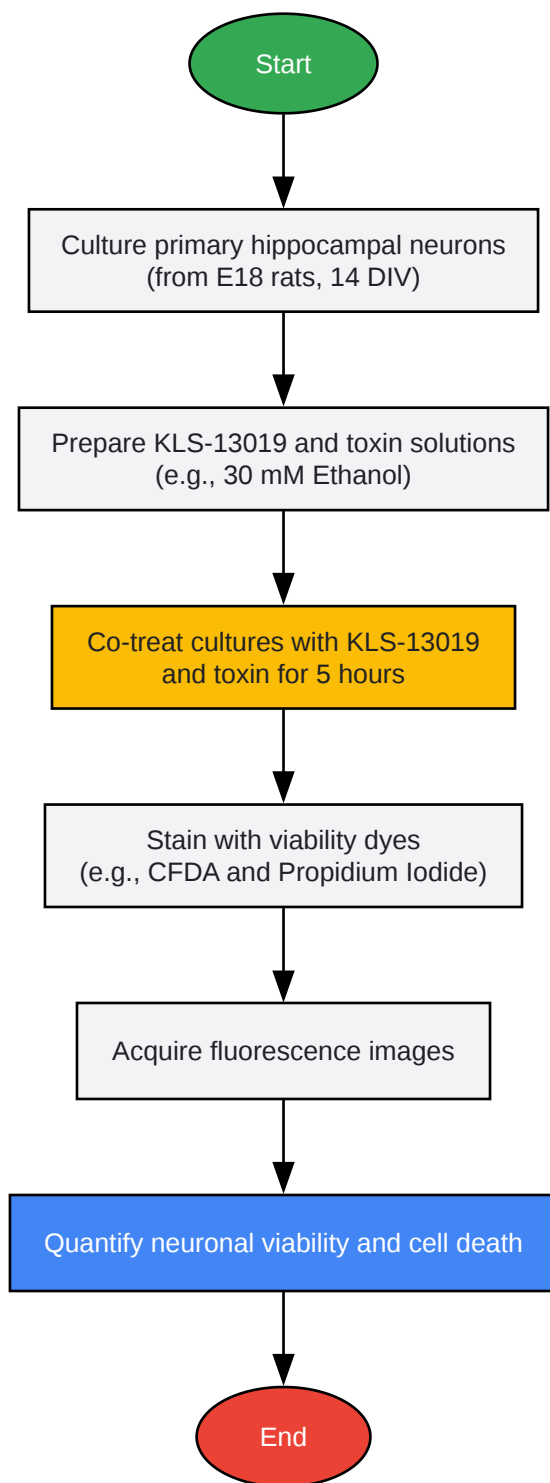 Start
Culture primary hippocampal neurons
(from E18 rats, 14 DIV)
Prepare KLS-13019 and toxin solutions
(e.g., 30 mM Ethanol)
Co-treat cultures with KLS-13019
and toxin for 5 hours
Stain with viability dyes
(e.g., CFDA and Propidium Iodide)
Acquire fluorescence images
Quantify neuronal viability and cell death
End